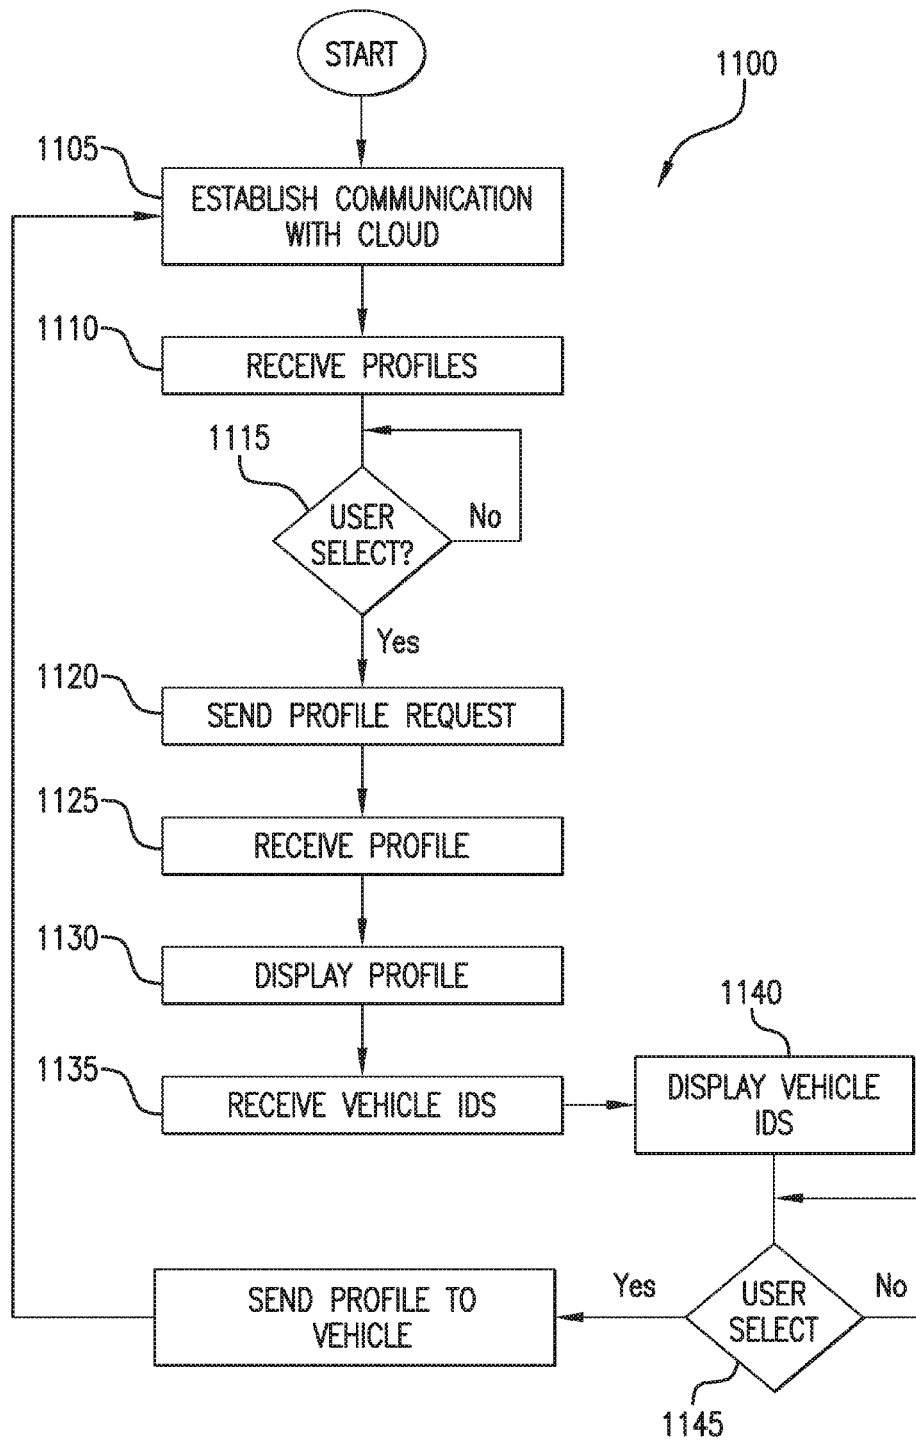 START
1100
1105
ESTABLISH COMMUNICATION
WITH CLOUD
1110
RECEIVE PROFILES
1115
USER
SELECT?
No
Yes
1120
SEND PROFILE REQUEST
1125
RECEIVE PROFILE
1130
DISPLAY PROFILE
1135
RECEIVE VEHICLE IDS
1140
DISPLAY VEHICLE
IDS
SEND PROFILE TO
VEHICLE
Yes
USER
SELECT
No
1145